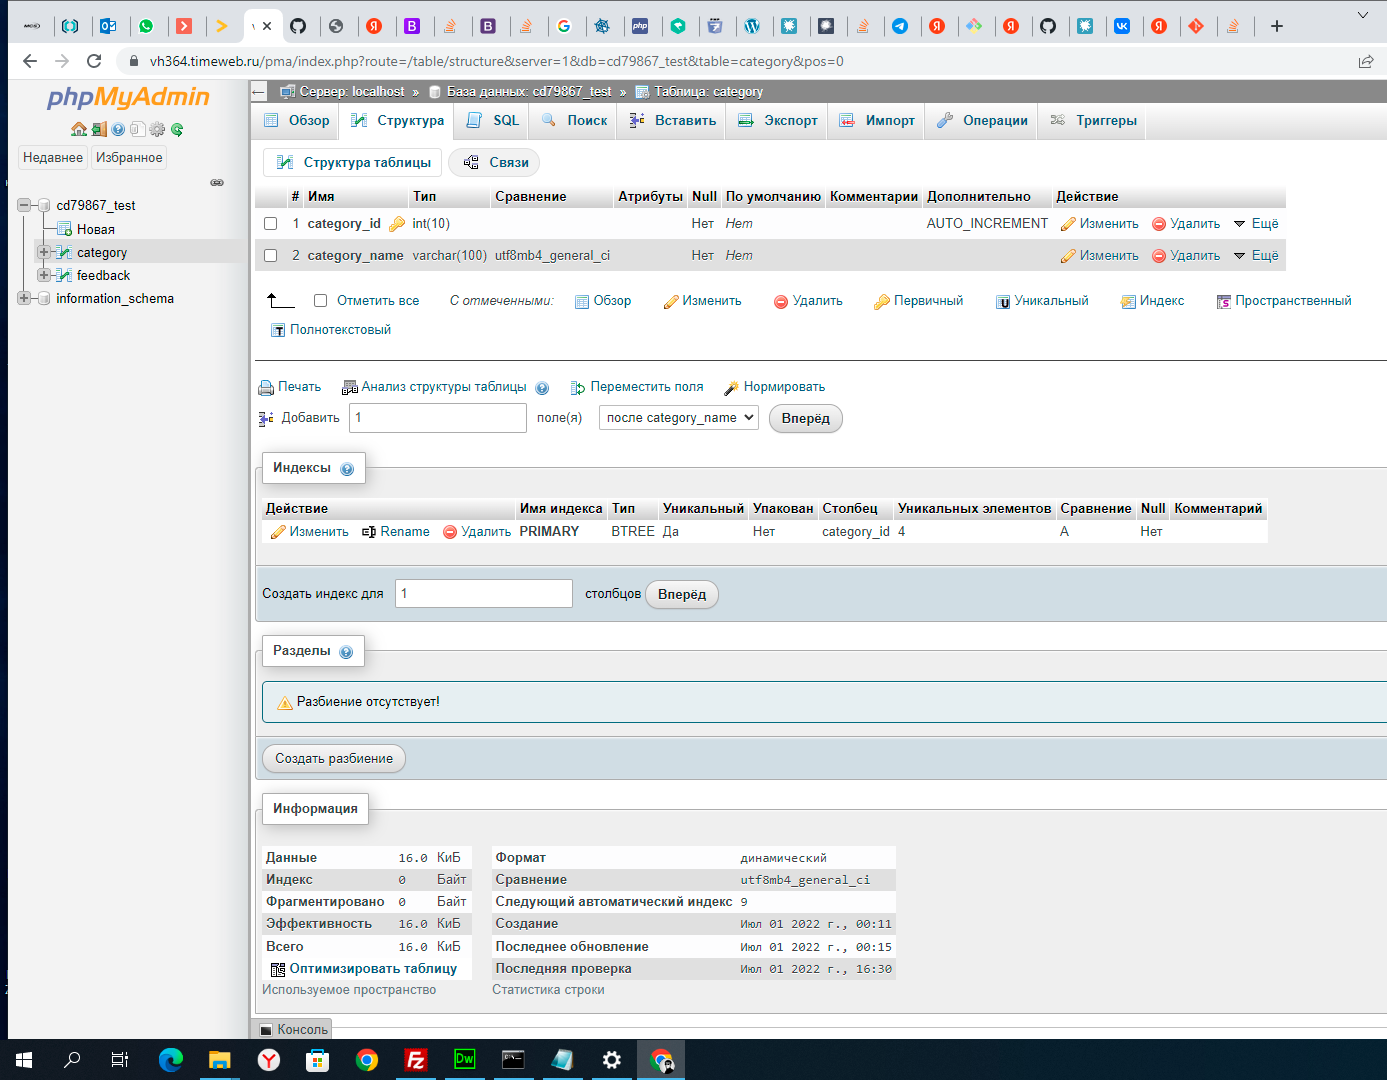 vh364.timeweb.ru/pma/index.php?route=/table/structure&server=1&db=cd79867_test&table=category&pos=0
phpMyAdmin
Недавнее Избранное
cd79867_test
Новая
category
feedback
information_schema
Сервер: localhost » База данных: cd79867_test » Таблица: category
Обзор Структура SQL Поиск Вставить Экспорт Импорт Операции Триггеры
Структура таблицы Связи
# Имя Тип Сравнение Атрибуты Null По умолчанию Комментарии Дополнительно Действие
1 category_id int(10) Нет Нет AUTO_INCREMENT Изменить Удалить Ещё
2 category_name varchar(100) utf8mb4_general_ci Нет Нет Изменить Удалить Ещё
Отметить все С отмеченными: Обзор Изменить Удалить Первичный Уникальный Индекс Пространственный
Полнотекстовый
Печать Анализ структуры таблицы Переместить поля Нормировать
Добавить 1 поле(я) после category_name Вперёд
Индексы
Действие Имя индекса Тип Уникальный Упакован Столбец Уникальных элементов Сравнение Null Комментарий
Изменить Rename Удалить PRIMARY BTREE Да Нет category_id 4 A Нет
Создать индекс для 1 столбцов Вперёд
Разделы
Разбиение отсутствует!
Создать разбиение
Информация
Данные 16.0 КиБ
Индекс 0 Байт
Фрагментировано 0 Байт
Эффективность 16.0 КиБ
Всего 16.0 КиБ
Оптимизировать таблицу
Используемое пространство
Формат динамический
Сравнение utf8mb4_general_ci
Следующий автоматический индекс 9
Создание Июл 01 2022 г., 00:11
Последнее обновление Июл 01 2022 г., 00:15
Последняя проверка Июл 01 2022 г., 16:30
Статистика строки
Консоль